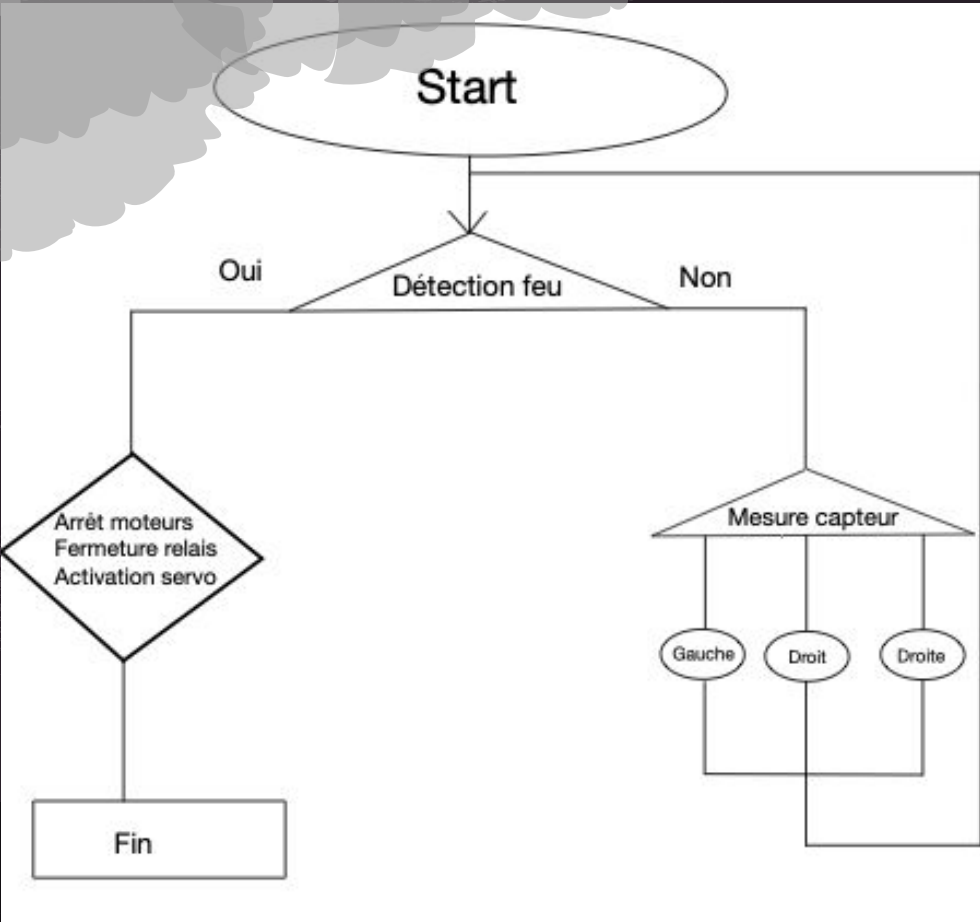 Start
Oui
Détection feu
Non
Arrêt moteurs
Fermeture relais
Activation servo
Mesure capteur
Gauche
Droit
Droite
Fin